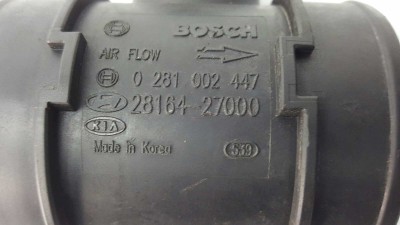 BOSCH
AIR FLOW
0 281 002 447
28164-27000
KIA
Made in Korea 539